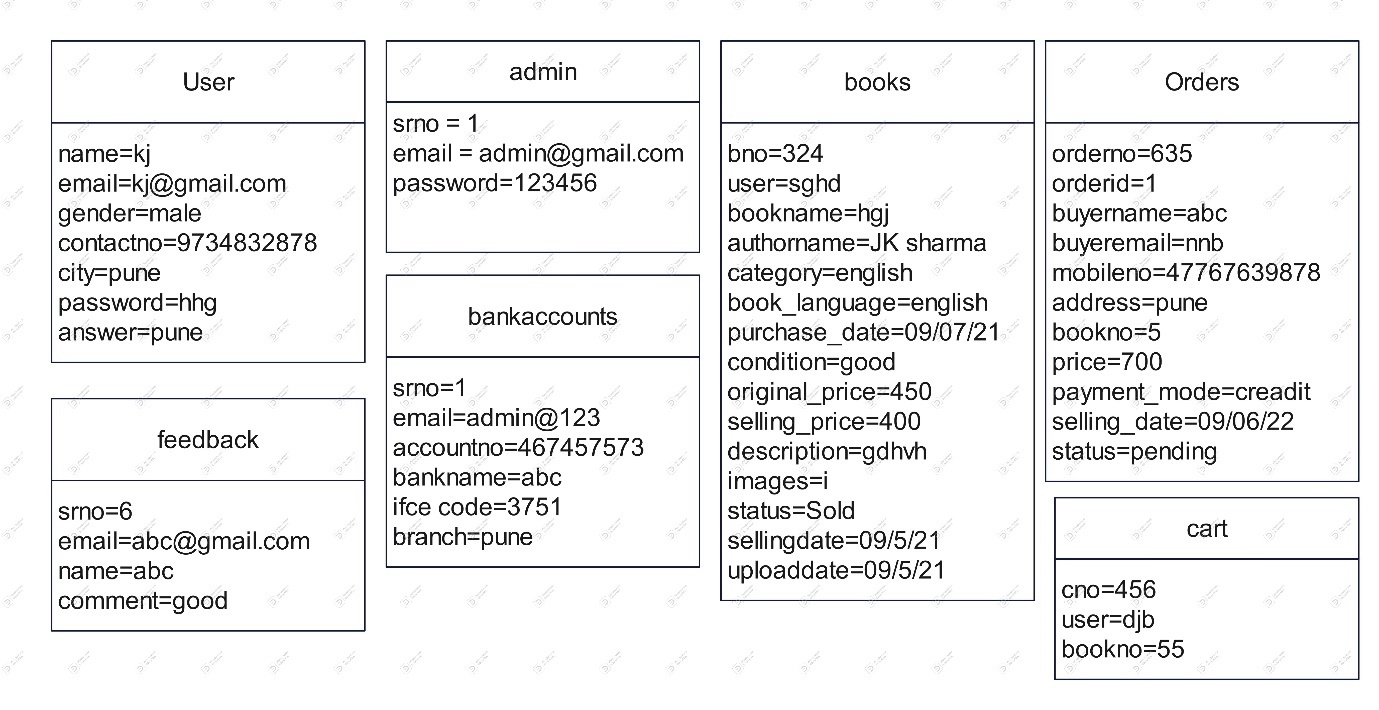 User
name=kj
email=kj@gmail.com
gender=male
contactno=9734832878
city=pune
password=hhg
answer=pune
feedback
srno=6
email=abc@gmail.com
name=abc
comment=good
admin
srno = 1
email = admin@gmail.com
password=123456
bankaccounts
srno=1
email=admin@123
accountno=467457573
bankname=abc
ifce code=3751
branch=pune
books
bno=324
user=sghd
bookname=hgj
authorname=JK sharma
category=english
book_language=english
purchase_date=09/07/21
condition=good
original_price=450
selling_price=400
description=gdhvh
images=i
status=Sold
sellingdate=09/5/21
uploaddate=09/5/21
Orders
orderno=635
orderid=1
buyername=abc
buyeremail=nnb
mobileno=47767639878
address=pune
bookno=5
price=700
payment_mode=creadit
selling_date=09/06/22
status=pending
cart
cno=456
user=djb
bookno=55